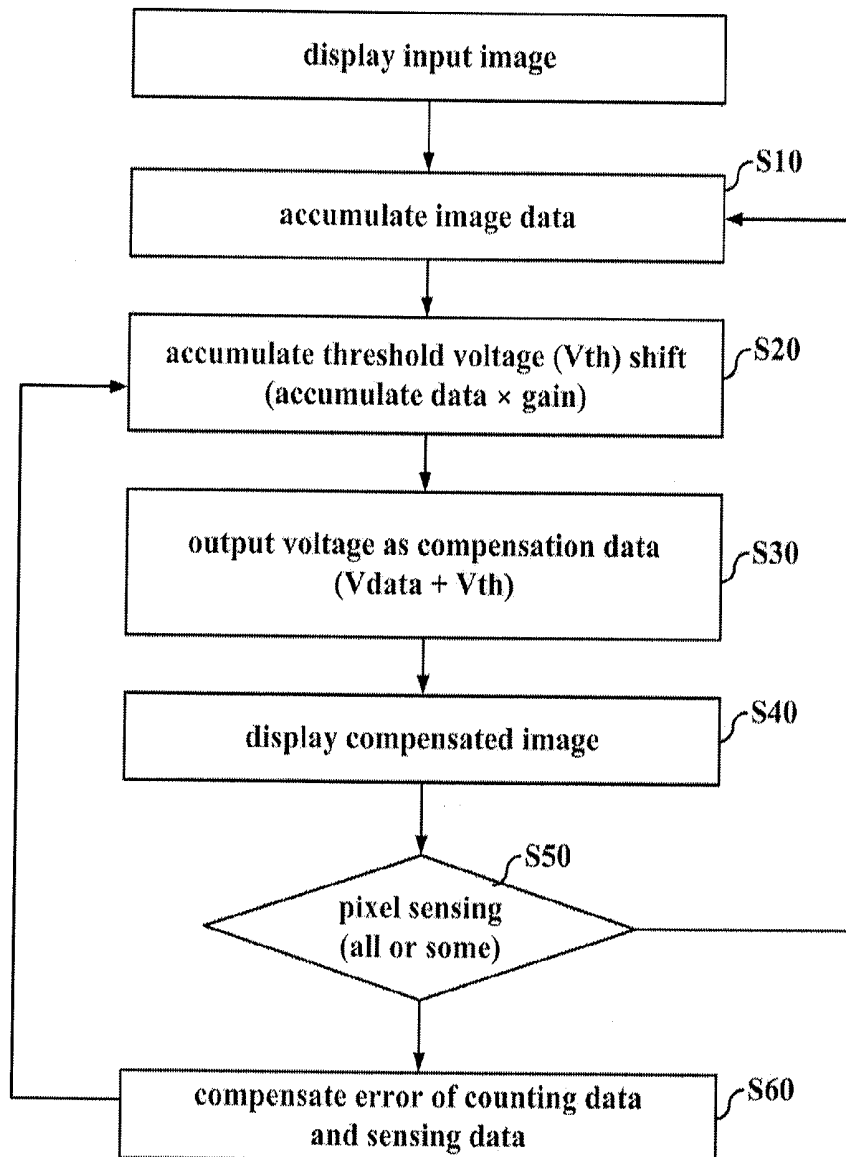 display input image
S10
accumulate image data
accumulate threshold voltage (Vth) shift
(accumulate data × gain)
S20
output voltage as compensation data
(Vdata + Vth)
S30
display compensated image
S40
S50
pixel sensing
(all or some)
compensate error of counting data
and sensing data
S60